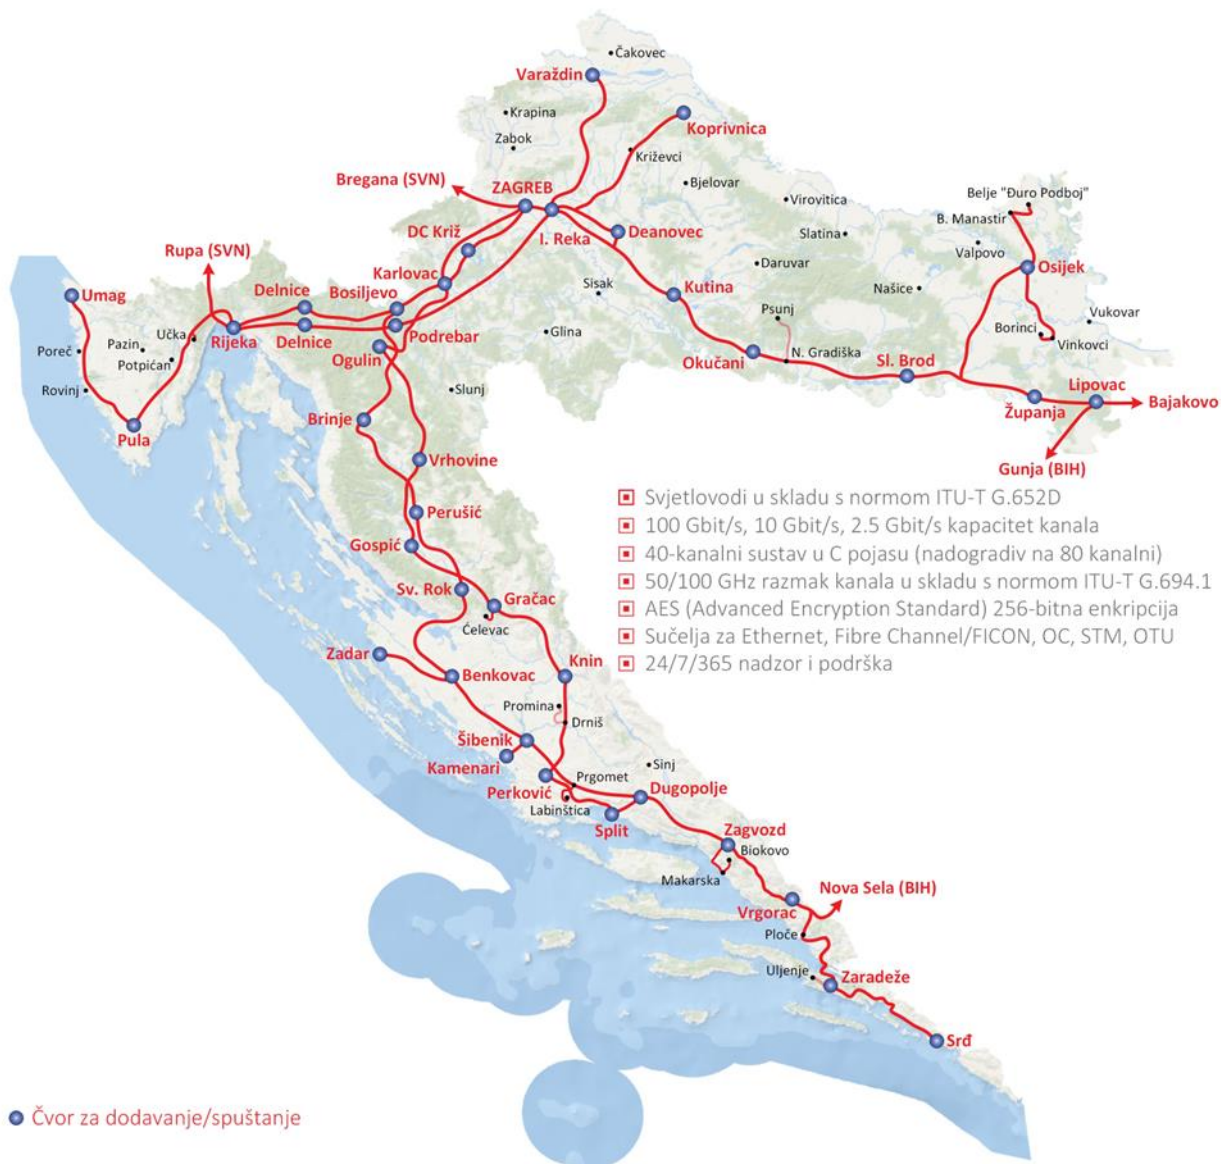 Čakovec
Varaždin
Krapina
Koprivnica
Zabok
Križevci
Bregana (SVN)
ZAGREB
Bjelovar
Belje "Đuro Podboj"
Virovitica
B. Manastir
DC Križ
I. Reka
Deanovec
Slatina
Valpovo
Rupa (SVN)
Karlovac
Daruvar
Osijek
Umag
Delnice
Bosiljevo
Sisak
Kutina
Našice
Psunj
Vukovar
Učka
Rijeka
Delnice
Podrebar
Glina
Borinci
Vinkovci
Poreč
Pazin
Potpićan
Ogulin
Okučani
N. Gradiška
Sl. Brod
Rovinj
Slunj
Lipovac
Bajakovo
Županja
Brinje
Pula
Vrhovine
Gunja (BIH)
Svjetlovodi u skladu s normom ITU-T G.652D
100 Gbit/s, 10 Gbit/s, 2.5 Gbit/s kapacitet kanala
40-kanalni sustav u C pojasu (nadogradiv na 80 kanalni)
50/100 GHz razmak kanala u skladu s normom ITU-T G.694.1
AES (Advanced Encryption Standard) 256-bitna enkripcija
Sučelja za Ethernet, Fibre Channel/FICON, OC, STM, OTU
24/7/365 nadzor i podrška
Perušić
Gospić
Sv. Rok
Gračac
Ćelevac
Zadar
Benkovac
Knin
Promina
Drniš
Šibenik
Kamenari
Sinj
Perković
Prgomet
Dugopolje
Labinštica
Split
Zagvozd
Biokovo
Makarska
Nova Sela (BIH)
Vrgorac
Ploče
Uljenje
Zaradeže
Srđ
Čvor za dodavanje/spuštanje